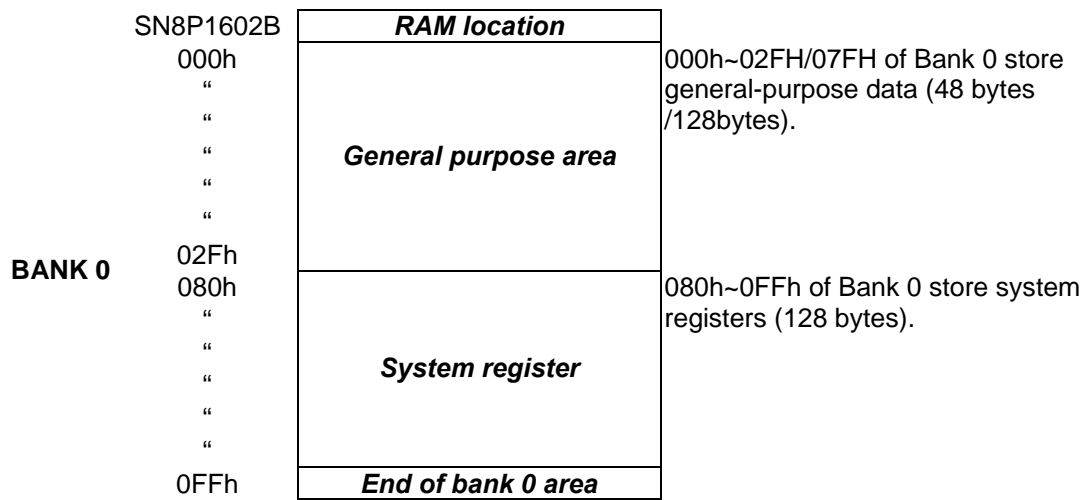 SN8P1602B RAM location
000h 000h~02FH/07FH of Bank 0 store
“ general-purpose data (48 bytes
“ /128bytes).
“ General purpose area
“
“
02Fh
BANK 0
080h 080h~0FFh of Bank 0 store system
“ registers (128 bytes).
“
“ System register
“
“
0FFh End of bank 0 area